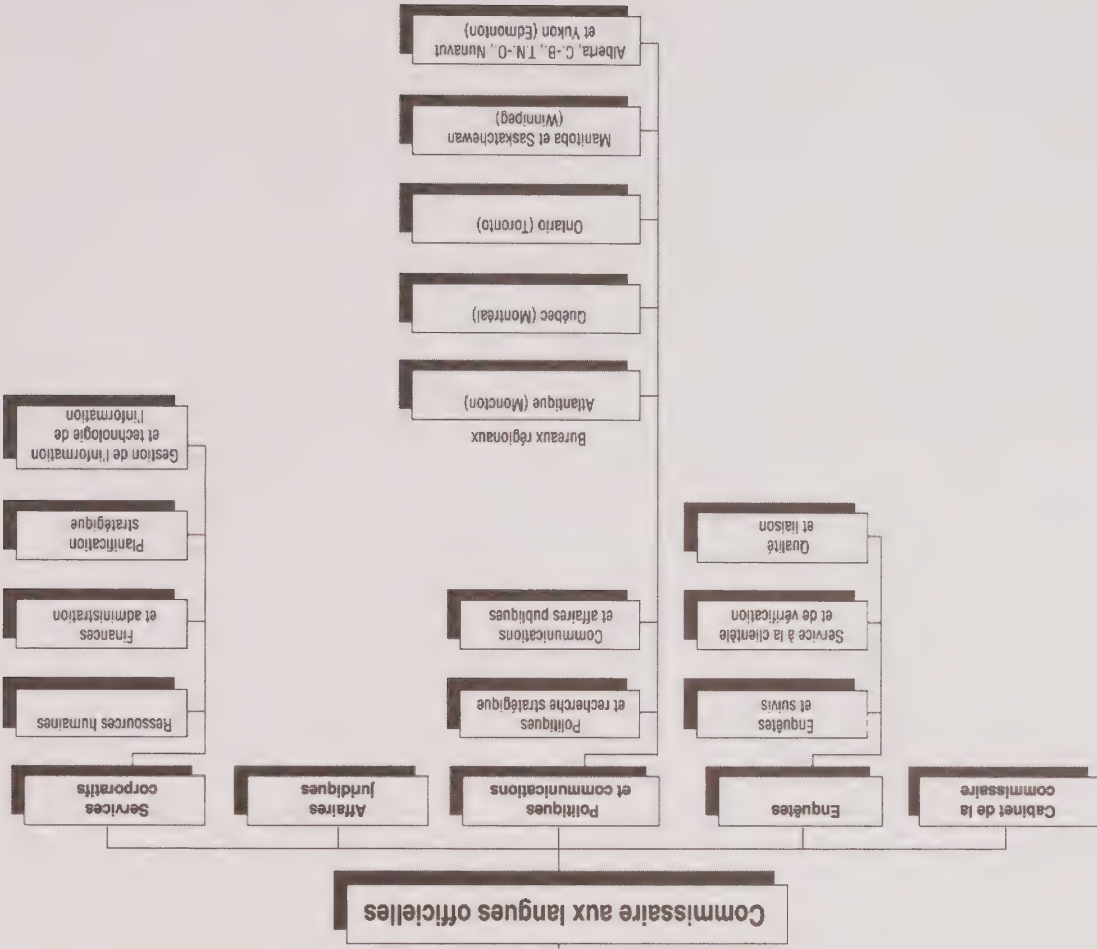 Commissaire aux langues officielles
Cabinet de la
commissaire
Enquêtes
Politiques
et communications
Affaires
juridiques
Services
corporatifs
Enquêtes
et suivis
Service à la clientèle
et de vérification
Qualité
et liaison
Politiques
et recherche stratégique
Communications
et affaires publiques
Bureaux régionaux
Atlantique (Moncton)
Québec (Montréal)
Ontario (Toronto)
Manitoba et Saskatchewan
(Winnipeg)
Alberta, C.-B., T.N.-O., Nunavut
et Yukon (Edmonton)
Ressources humaines
Finances
et administration
Planification
stratégique
Gestion de l'information
et technologie de
l'information